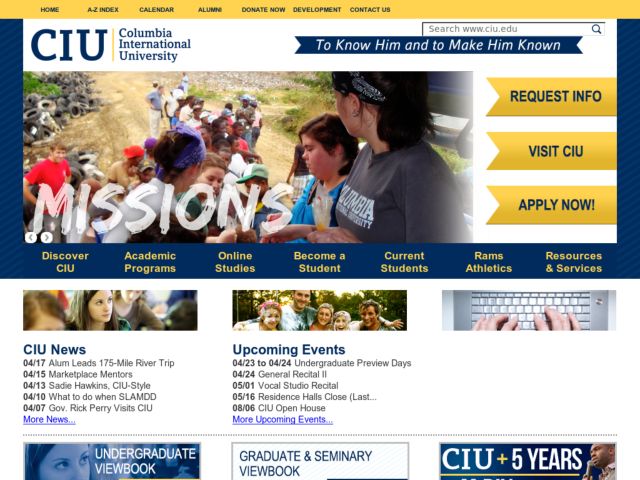 HOME A-Z INDEX CALENDAR ALUMNI DONATE NOW DEVELOPMENT CONTACT US
Search www.ciu.edu
CIU Columbia
International
University
To Know Him and to Make Him Known
REQUEST INFO
VISIT CIU
APPLY NOW!
COLUMBIA
UNIVERSITY
MISSIONS
Discover
CIU
Academic
Programs
Online
Studies
Become a
Student
Current
Students
Rams
Athletics
Resources
& Services
CIU News
04/17 Alum Leads 175-Mile River Trip
04/15 Marketplace Mentors
04/13 Sadie Hawkins, CIU-Style
04/10 What to do when SLAMDD
04/07 Gov. Rick Perry Visits CIU
More News...
Upcoming Events
04/23 to 04/24 Undergraduate Preview Days
04/24 General Recital II
05/01 Vocal Studio Recital
05/16 Residence Halls Close (Last...
08/06 CIU Open House
More Upcoming Events...
UNDERGRADUATE
VIEWBOOK
GRADUATE & SEMINARY
VIEWBOOK
CIU + 5 YEARS